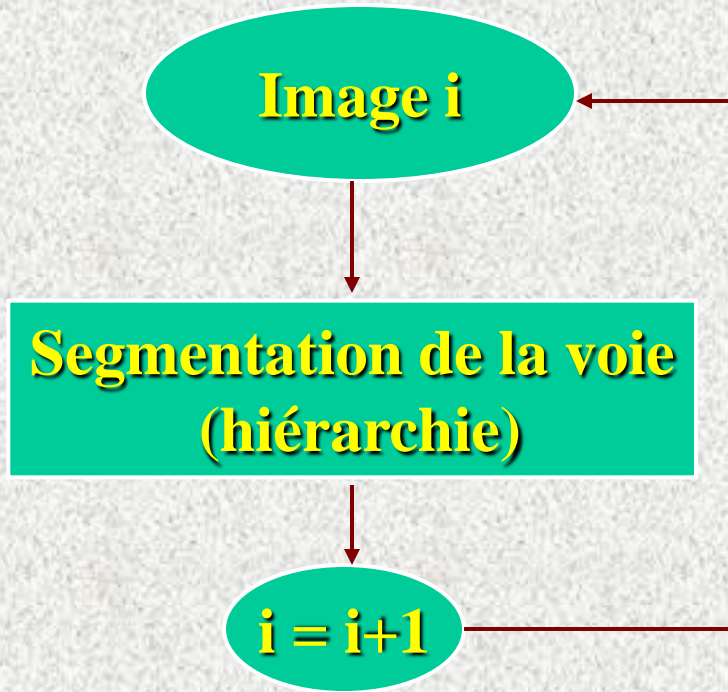 Image i
Segmentation de la voie
(hiérarchie)
i = i+1